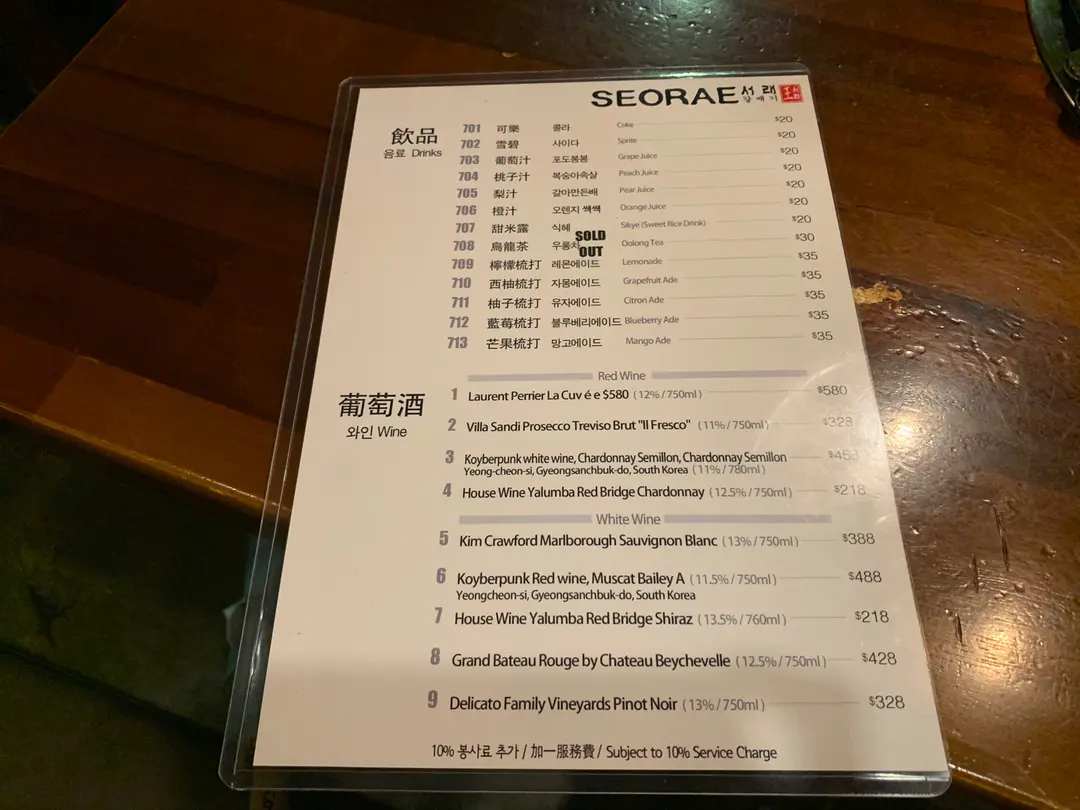 SEORAE 서래 갈매기
飲品
음료 Drinks
701 可樂 콜라 Coke $20
702 雪碧 사이다 Sprite $20
703 葡萄汁 포도봉봉 Grape Juice $20
704 桃子汁 복숭아속살 Peach Juice $20
705 梨汁 갈아만든배 Pear Juice $20
706 橙汁 오렌지 쌕쌕 Orange Juice $20
707 甜米露 식혜 Sikye (Sweet Rice Drink) $20
708 烏龍茶 우롱차 Oolong Tea $30
SOLD
OUT
709 檸檬梳打 레몬에이드 Lemonade $35
710 西柚梳打 자몽에이드 Grapefruit Ade $35
711 柚子梳打 유자에이드 Citron Ade $35
712 藍莓梳打 블루베리에이드 Blueberry Ade $35
713 芒果梳打 망고에이드 Mango Ade $35
葡萄酒
와인 Wine
Red Wine
1 Laurent Perrier La Cuv é e $580 (12% / 750ml) $580
2 Villa Sandi Prosecco Treviso Brut "Il Fresco" (11% / 750ml) $328
3 Koyberpunk white wine, Chardonnay Semillon, Chardonnay Semillon
Yeong-cheon-si, Gyeongsanchbuk-do, South Korea (11% / 780ml)
4 House Wine Yalumba Red Bridge Chardonnay (12.5% / 750ml) $218
White Wine
5 Kim Crawford Marlborough Sauvignon Blanc (13% / 750ml) $388
6 Koyberpunk Red wine, Muscat Bailey A (11.5% / 750ml) $488
Yeongcheon-si, Gyeongsanchbuk-do, South Korea
7 House Wine Yalumba Red Bridge Shiraz (13.5% / 760ml) $218
8 Grand Bateau Rouge by Chateau Beychevelle (12.5% / 750ml) $428
9 Delicato Family Vineyards Pinot Noir (13% / 750ml) $328
10% 봉사료 추가 / 加一服務費 / Subject to 10% Service Charge